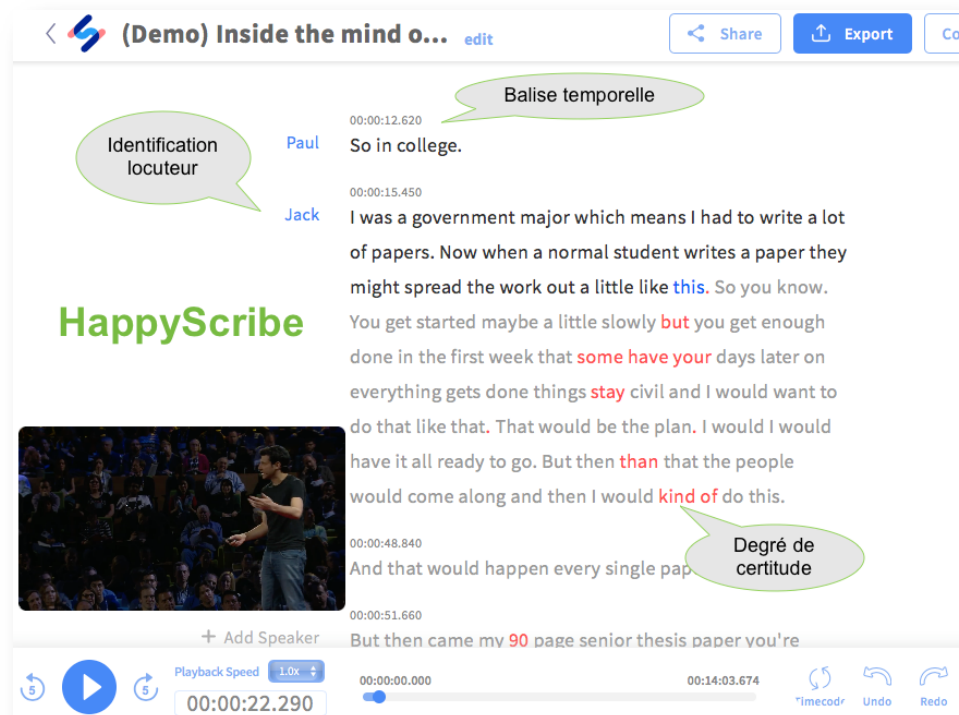 (Demo) Inside the mind o...
edit
Share
Export
Co
Balise temporelle
Identification
locuteur
00:00:12.620
Paul
So in college.
00:00:15.450
Jack
I was a government major which means I had to write a lot
of papers. Now when a normal student writes a paper they
might spread the work out a little like this. So you know.
You get started maybe a little slowly but you get enough
done in the first week that some have your days later on
everything gets done things stay civil and I would want to
do that like that. That would be the plan. I would I would
have it all ready to go. But then than that the people
would come along and then I would kind of do this.
HappyScribe
Degré de
certitude
00:00:48.840
And that would happen every single pap
00:00:51.660
+ Add Speaker
But then came my 90 page senior thesis paper you're
5
5
Playback Speed
1.0x
00:00:22.290
00:00:00.000
00:14:03.674
Timecode
Undo
Redo